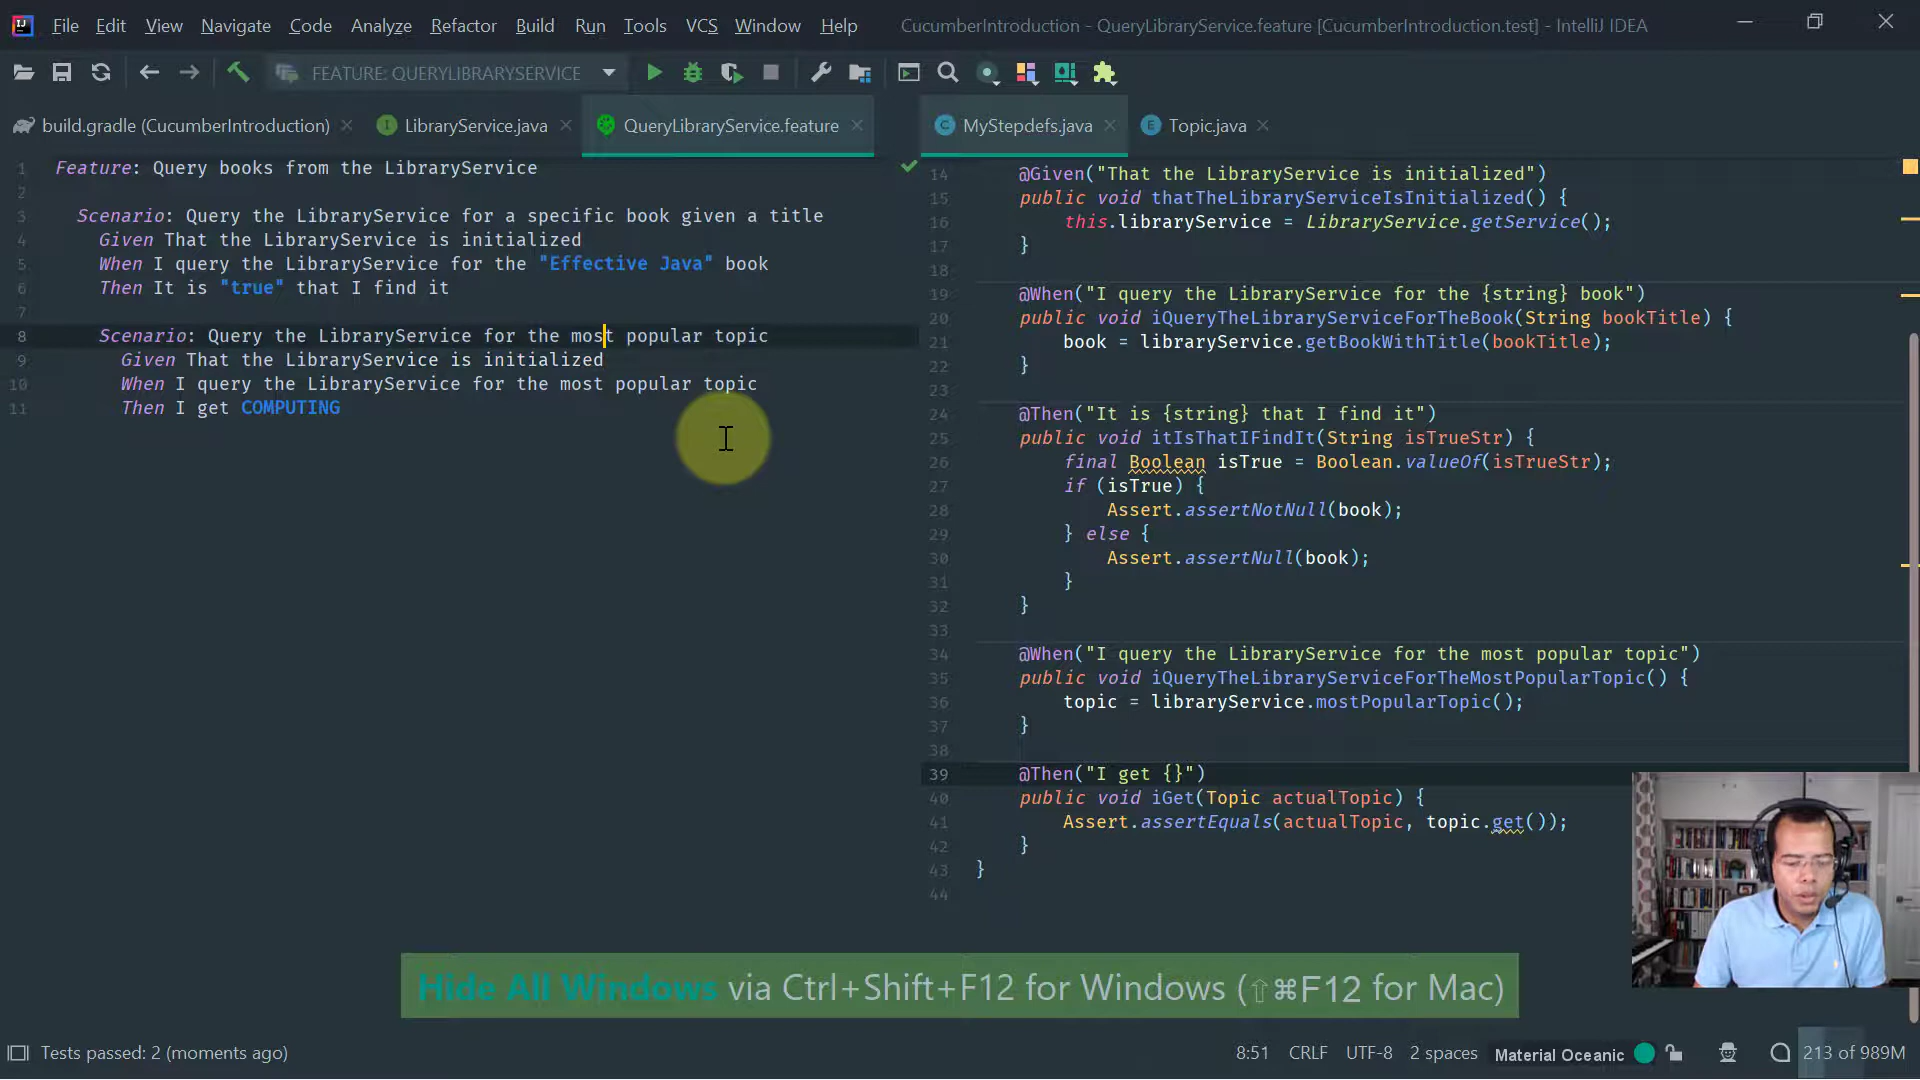 File Edit View Navigate Code Analyze Refactor Build Run Tools VCS Window Help CucumberIntroduction - QueryLibraryService.feature [CucumberIntroduction.test] - IntelliJ IDEA
FEATURE: QUERYLIBRARYSERVICE
build.gradle (CucumberIntroduction) LibraryService.java QueryLibraryService.feature MyStepdefs.java Topic.java
1 Feature: Query books from the LibraryService
2
3 Scenario: Query the LibraryService for a specific book given a title
4 Given That the LibraryService is initialized
5 When I query the LibraryService for the "Effective Java" book
6 Then It is "true" that I find it
7
8 Scenario: Query the LibraryService for the most popular topic
9 Given That the LibraryService is initialized
10 When I query the LibraryService for the most popular topic
11 Then I get COMPUTING
14 @Given("That the LibraryService is initialized")
15 public void thatTheLibraryServiceIsInitialized() {
16 this.libraryService = LibraryService.getService();
17 }
18
19 @When("I query the LibraryService for the {string} book")
20 public void iQueryTheLibraryServiceForTheBook(String bookTitle) {
21 book = libraryService.getBookWithTitle(bookTitle);
22 }
23
24 @Then("It is {string} that I find it")
25 public void itIsThatIFindIt(String isTrueStr) {
26 final Boolean isTrue = Boolean.valueOf(isTrueStr);
27 if (isTrue) {
28 Assert.assertNotNull(book);
29 } else {
30 Assert.assertNull(book);
31 }
32 }
33
34 @When("I query the LibraryService for the most popular topic")
35 public void iQueryTheLibraryServiceForTheMostPopularTopic() {
36 topic = libraryService.mostPopularTopic();
37 }
38
39 @Then("I get {}")
40 public void iGet(Topic actualTopic) {
41 Assert.assertEquals(actualTopic, topic.get());
42 }
43 }
44
Hide All Windows via Ctrl+Shift+F12 for Windows (⇧⌘F12 for Mac)
Tests passed: 2 (moments ago) 8:51 CRLF UTF-8 2 spaces Material Oceanic 213 of 989M